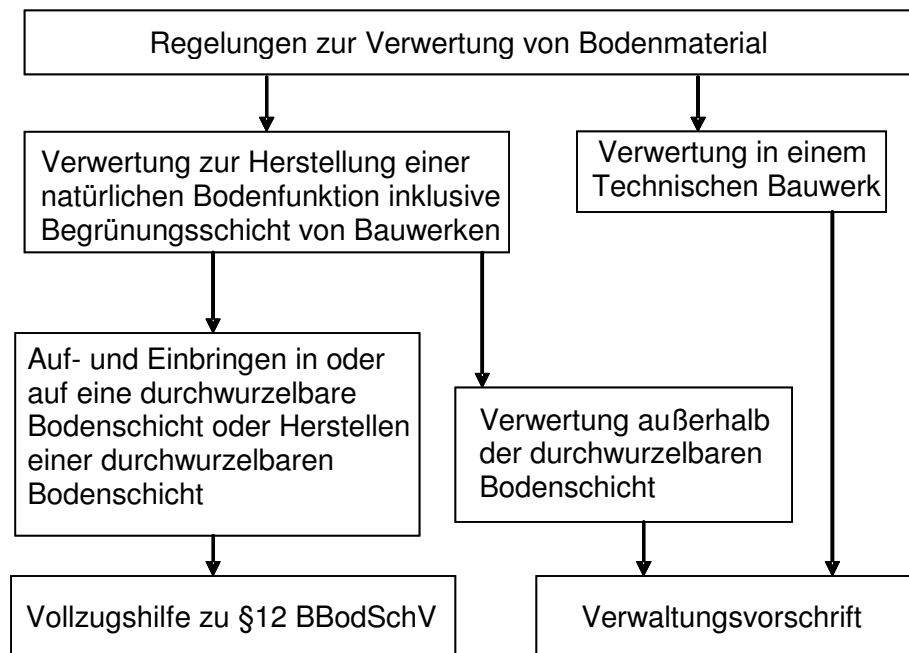 Regelungen zur Verwertung von Bodenmaterial
Verwertung zur Herstellung einer
natürlichen Bodenfunktion inklusive
Begrünungsschicht von Bauwerken
Verwertung in einem
Technischen Bauwerk
Auf- und Einbringen in oder
auf eine durchwurzelbare
Bodenschicht oder Herstellen
einer durchwurzelbaren
Bodenschicht
Verwertung außerhalb
der durchwurzelbaren
Bodenschicht
Vollzugshilfe zu §12 BBodSchV
Verwaltungsvorschrift